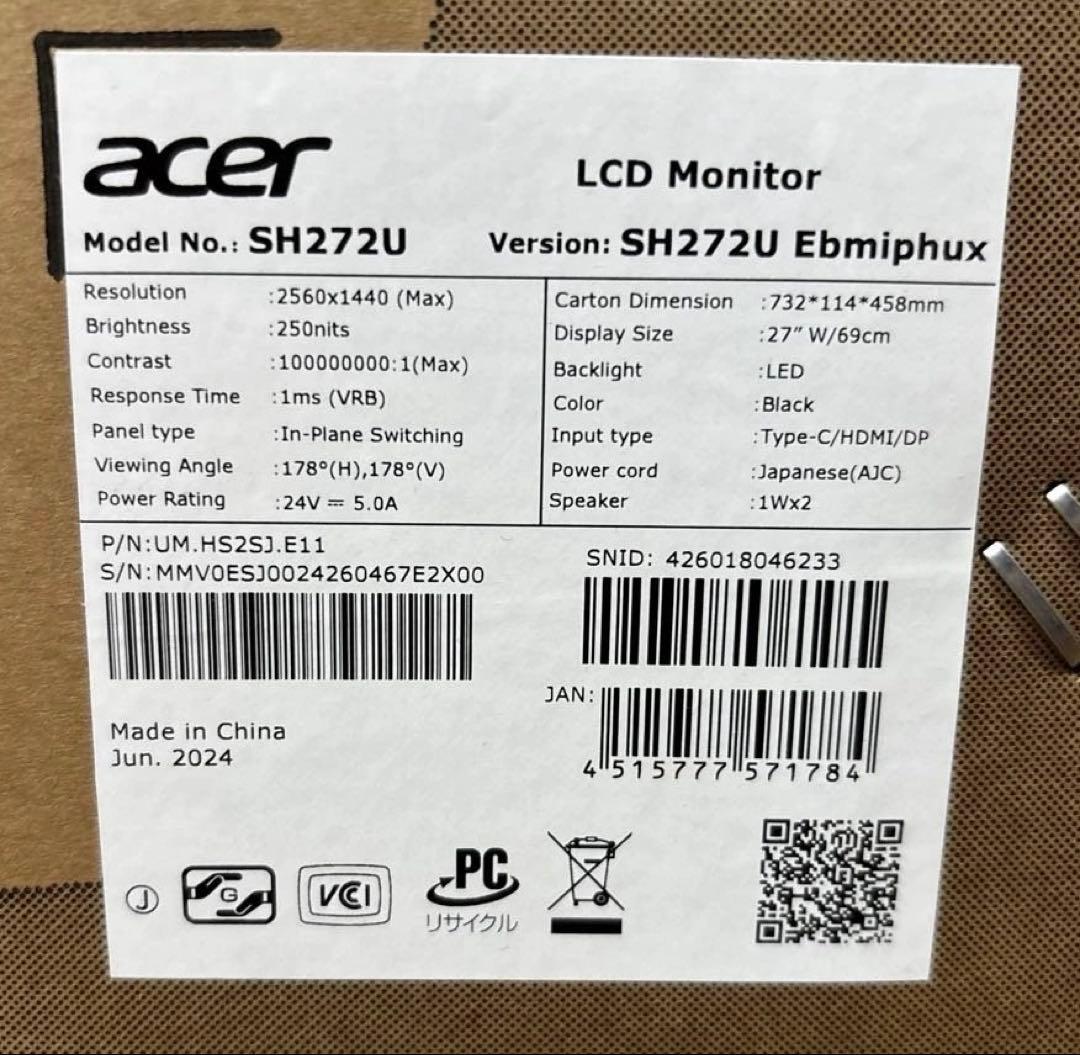 acer
LCD Monitor
Model No.: SH272U
Version: SH272U Ebmiphux
Resolution :2560x1440 (Max)
Brightness :250nits
Contrast :100000000:1(Max)
Response Time :1ms (VRB)
Panel type :In-Plane Switching
Viewing Angle :178°(H),178°(V)
Power Rating :24V ⎓ 5.0A
Carton Dimension :732*114*458mm
Display Size :27” W/69cm
Backlight :LED
Color :Black
Input type :Type-C/HDMI/DP
Power cord :Japanese(AJC)
Speaker :1Wx2
P/N:UM.HS2SJ.E11
S/N:MMV0ESJ0024260467E2X00
SNID: 426018046233
JAN:
4 515777 571784
Made in China
Jun. 2024
J
G
VCCI
PC
リサイクル